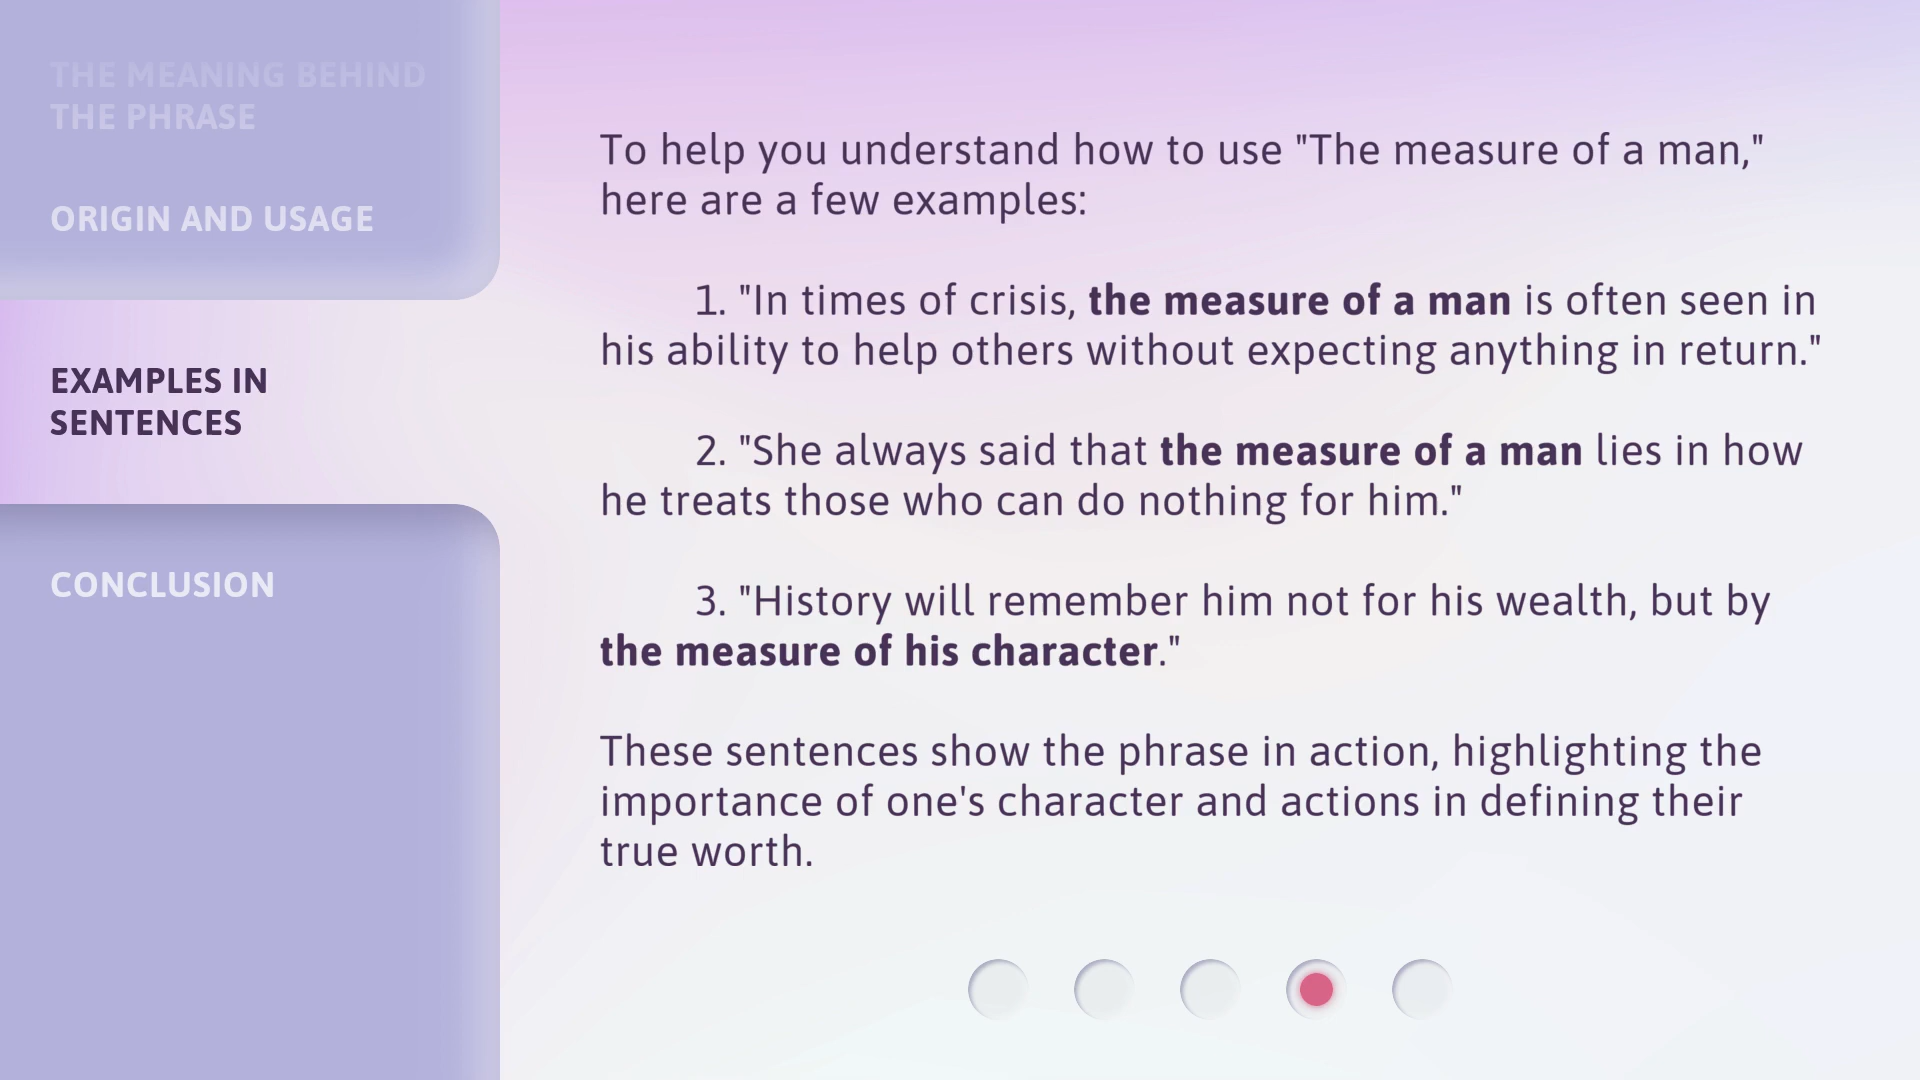 THE MEANING BEHIND
THE PHRASE
ORIGIN AND USAGE
EXAMPLES IN
SENTENCES
CONCLUSION
To help you understand how to use "The measure of a man,"
here are a few examples:
1. "In times of crisis, the measure of a man is often seen in
his ability to help others without expecting anything in return."
2. "She always said that the measure of a man lies in how
he treats those who can do nothing for him."
3. "History will remember him not for his wealth, but by
the measure of his character."
These sentences show the phrase in action, highlighting the
importance of one's character and actions in defining their
true worth.